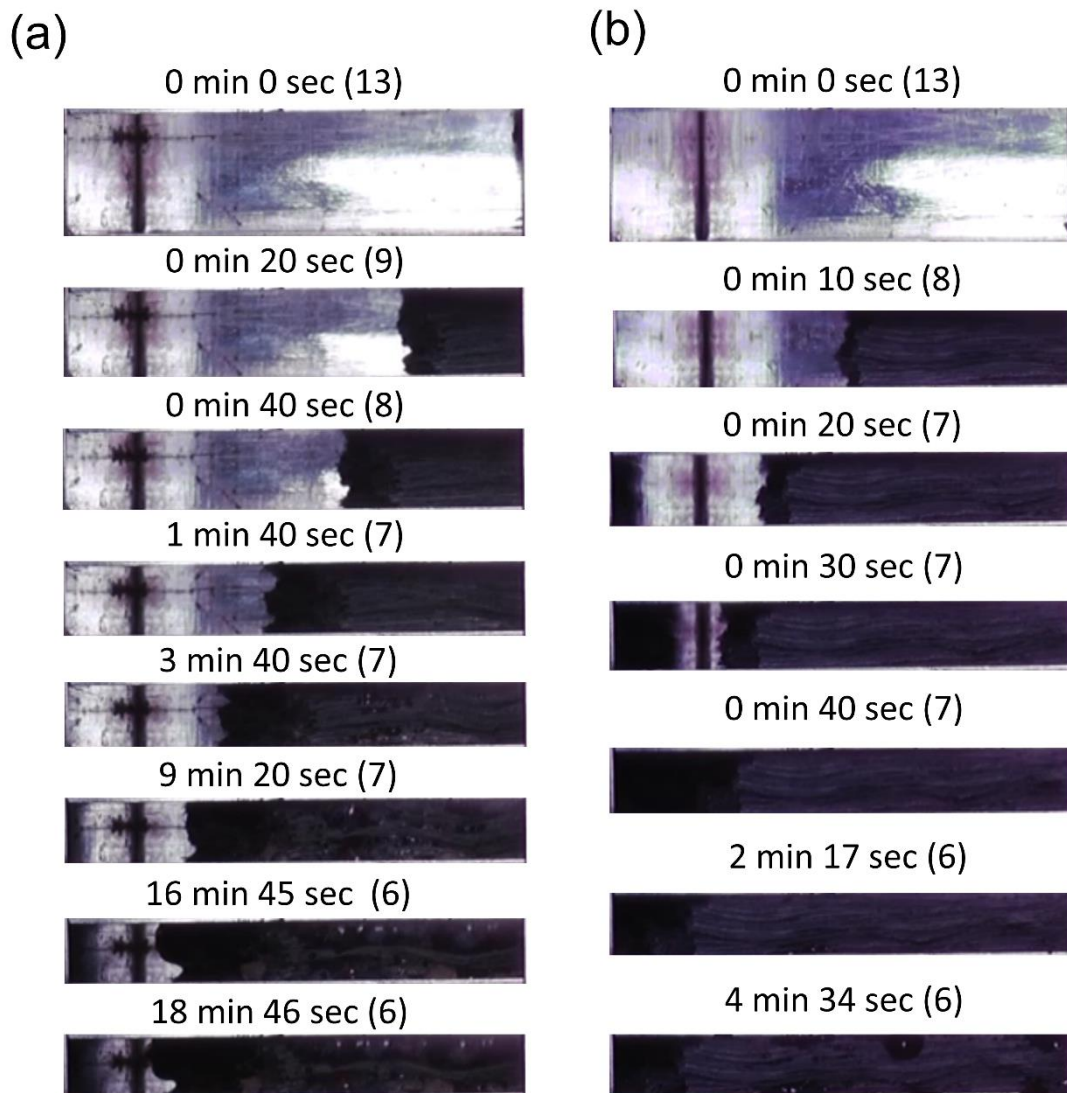 (a)
0 min 0 sec (13)
0 min 20 sec (9)
0 min 40 sec (8)
1 min 40 sec (7)
3 min 40 sec (7)
9 min 20 sec (7)
16 min 45 sec (6)
18 min 46 sec (6)
(b)
0 min 0 sec (13)
0 min 10 sec (8)
0 min 20 sec (7)
0 min 30 sec (7)
0 min 40 sec (7)
2 min 17 sec (6)
4 min 34 sec (6)